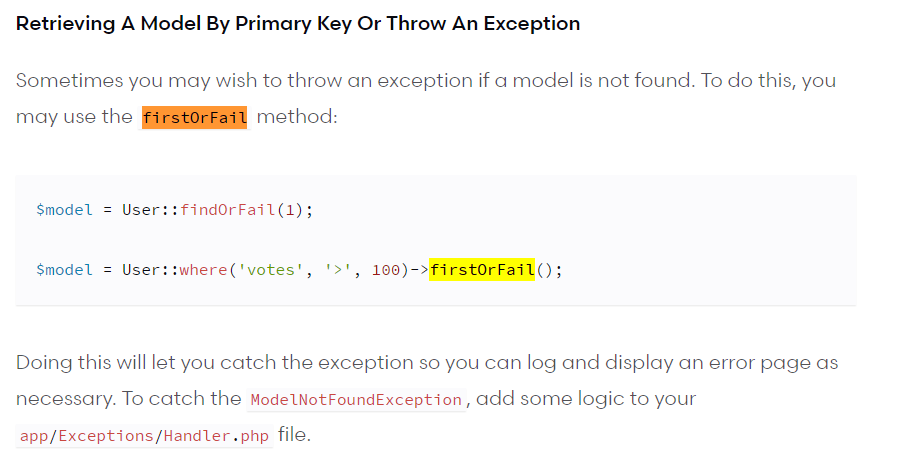 Retrieving A Model By Primary Key Or Throw An Exception
Sometimes you may wish to throw an exception if a model is not found. To do this, you
may use the firstOrFail method:
$model = User::findOrFail(1);
$model = User::where('votes', '>', 100)->firstOrFail();
Doing this will let you catch the exception so you can log and display an error page as
necessary. To catch the ModelNotFoundException, add some logic to your
app/Exceptions/Handler.php file.